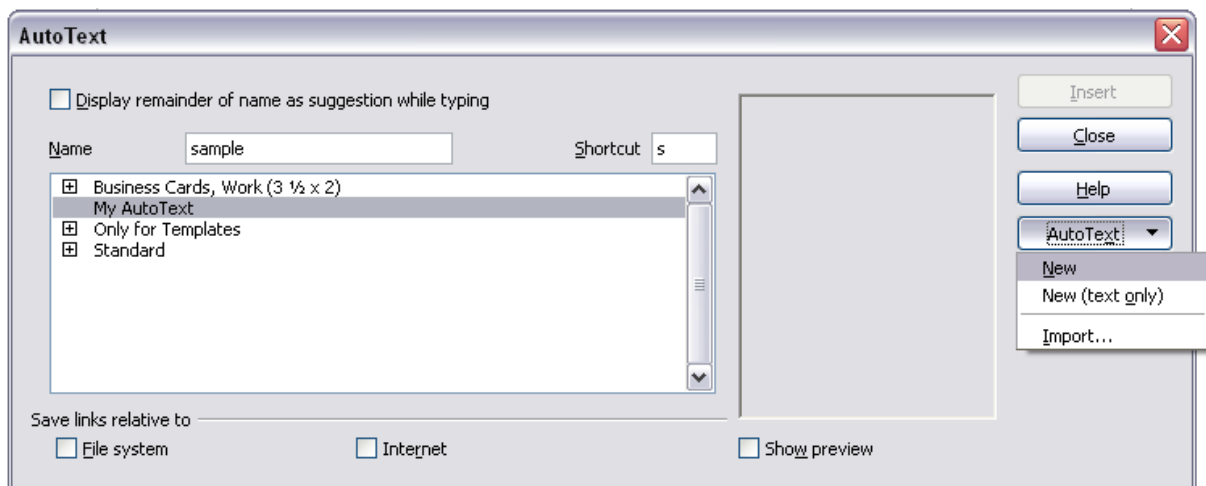 AutoText
Display remainder of name as suggestion while typing
Insert
Name sample Shortcut s
Close
Business Cards, Work (3 ½ x 2)
My AutoText
Only for Templates
Standard
Help
AutoText
New
New (text only)
Import...
Save links relative to
File system Internet Show preview